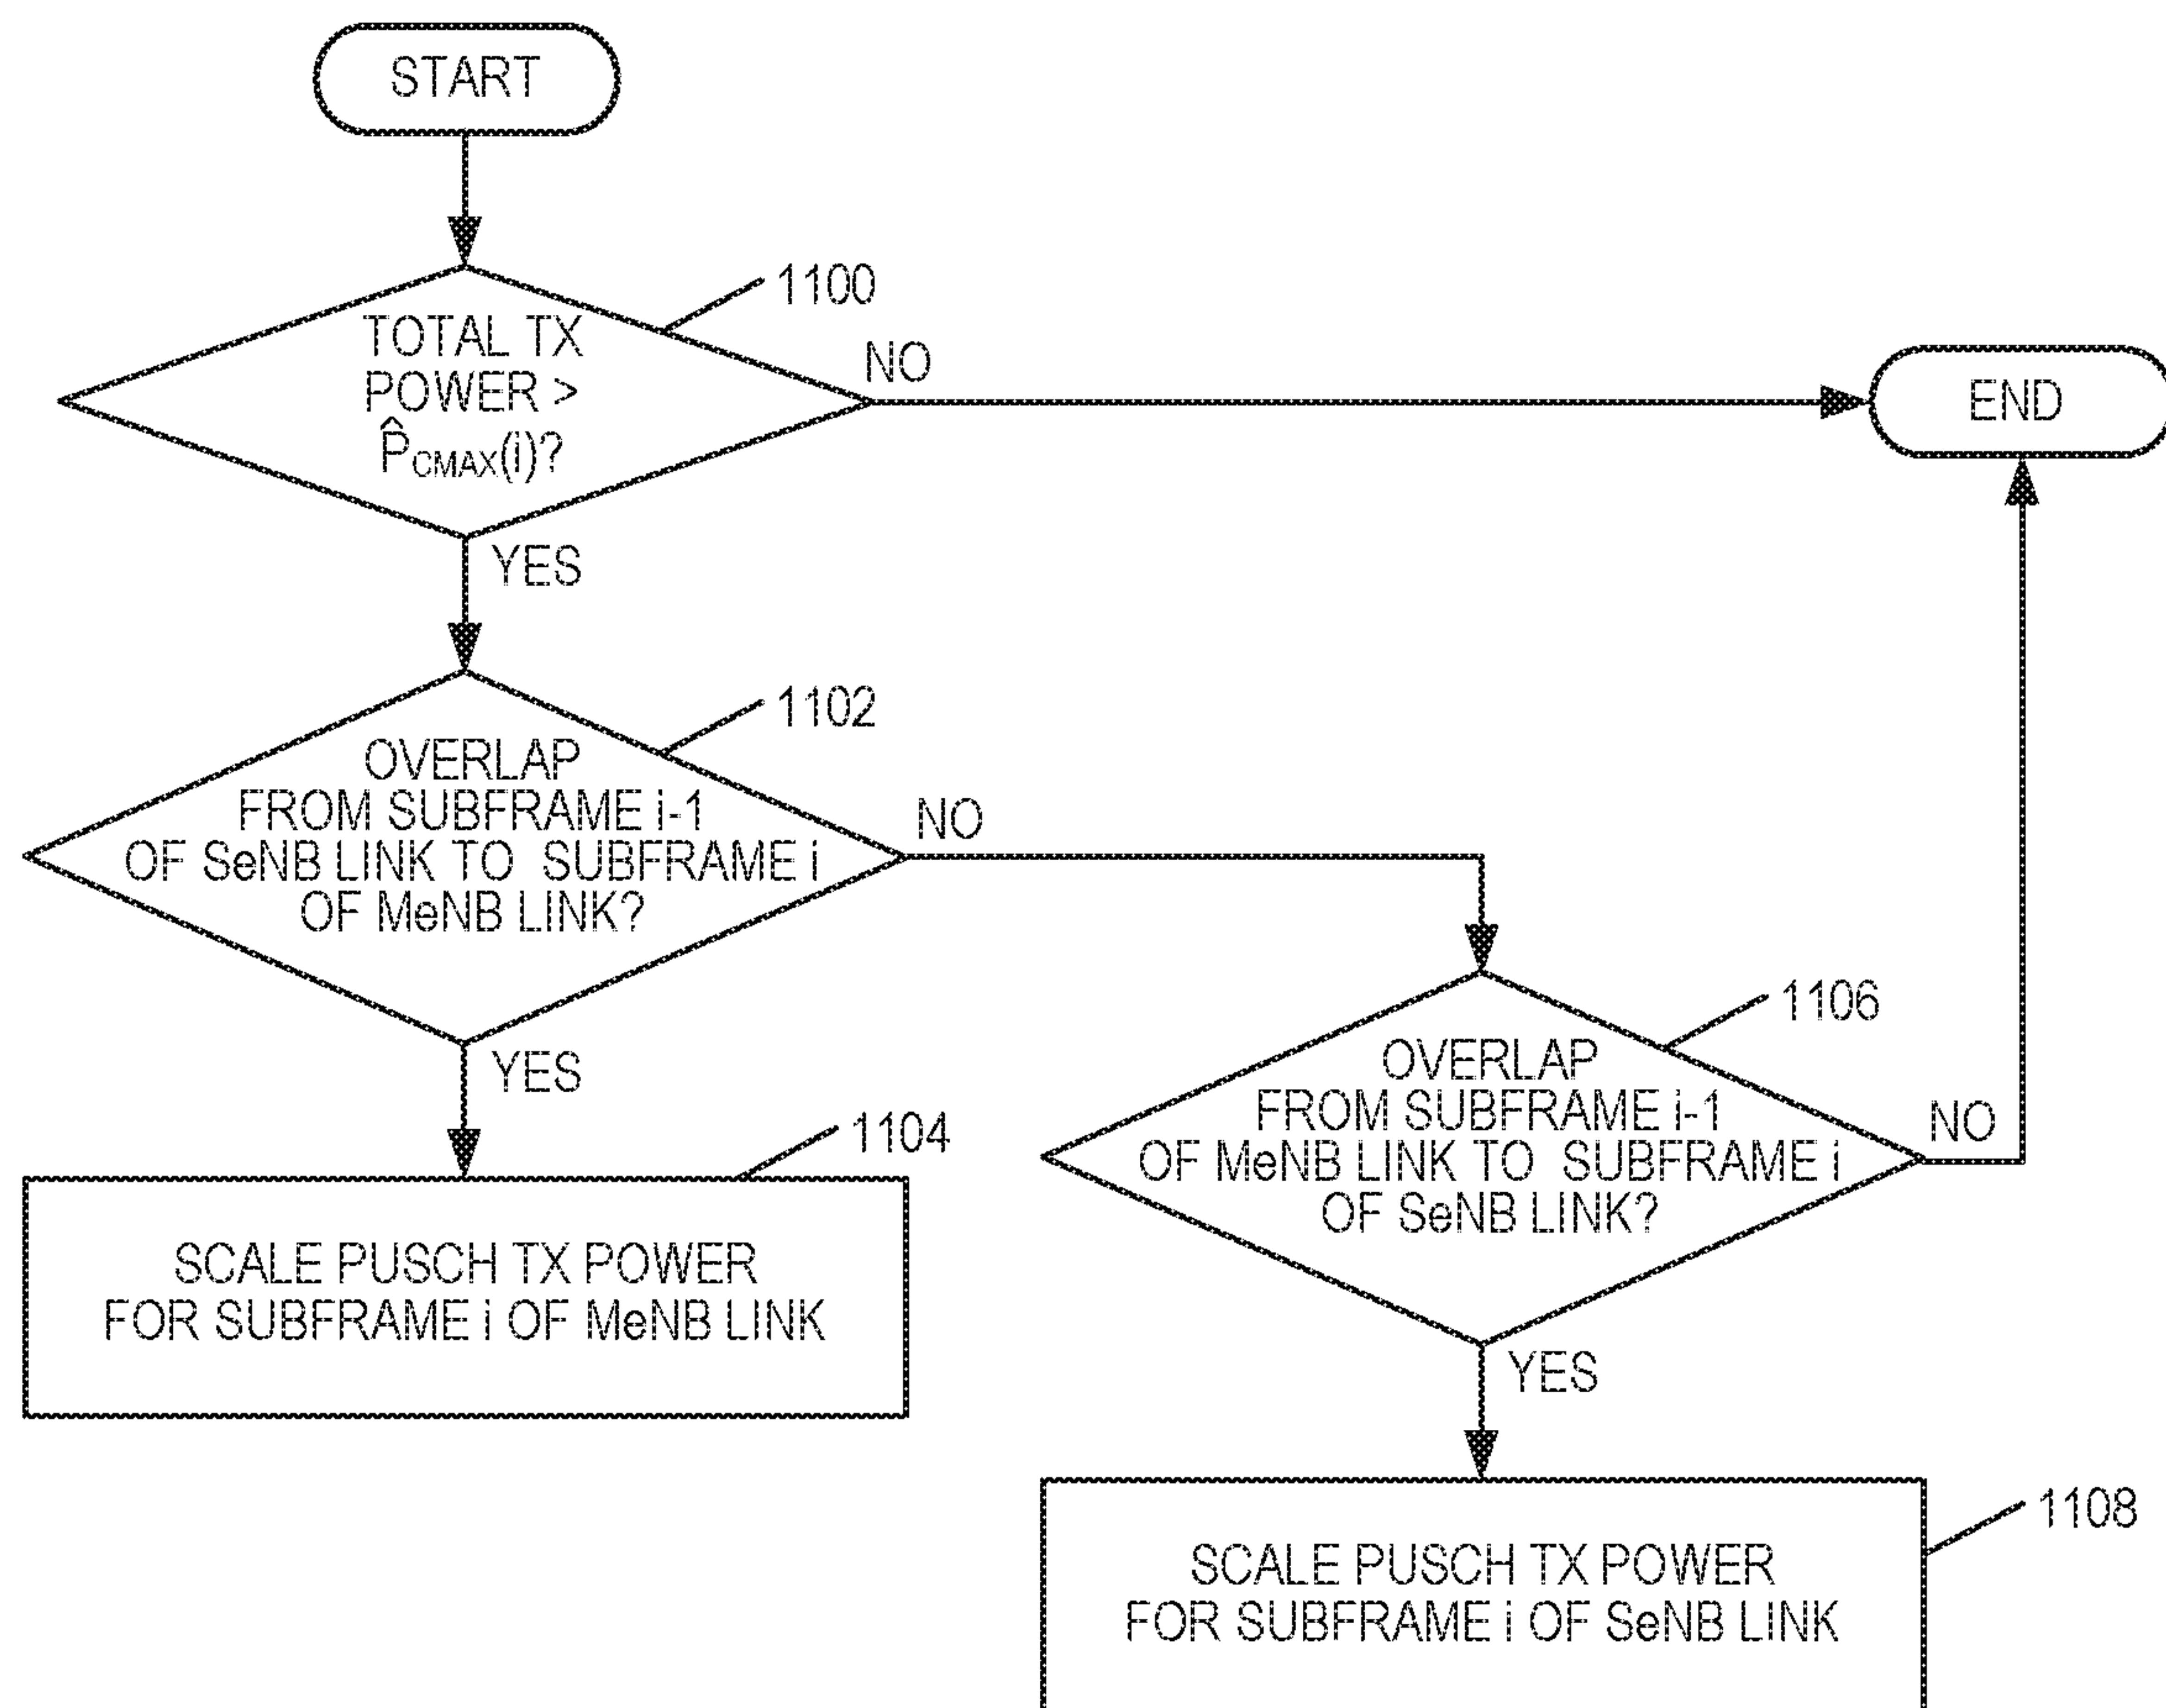 START
1100
TOTAL TX
POWER >
P̂CMAX(i)?
NO
END
YES
1102
OVERLAP
FROM SUBFRAME i-1
OF SeNB LINK TO SUBFRAME i
OF MeNB LINK?
NO
YES
1104
SCALE PUSCH TX POWER
FOR SUBFRAME i OF MeNB LINK
1106
OVERLAP
FROM SUBFRAME i-1
OF MeNB LINK TO SUBFRAME i
OF SeNB LINK?
NO
YES
1108
SCALE PUSCH TX POWER
FOR SUBFRAME i OF SeNB LINK